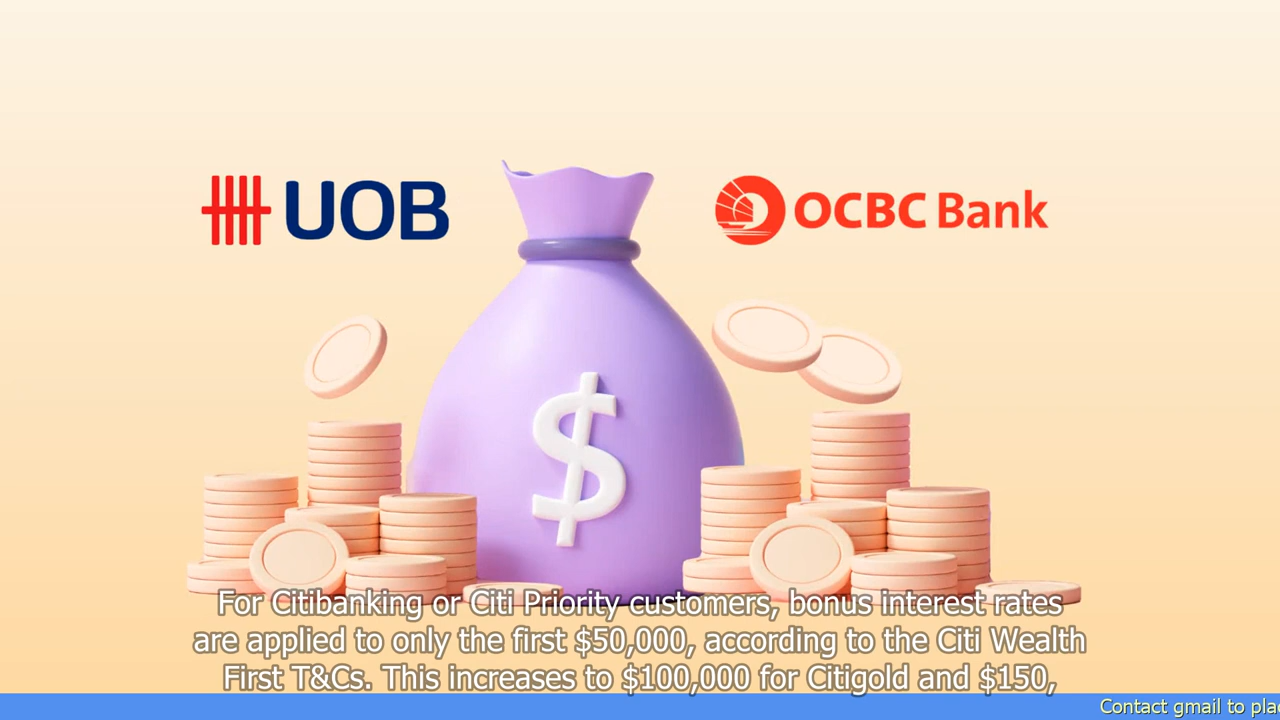 UOB
OCBC Bank
$
For Citibanking or Citi Priority customers, bonus interest rates
are applied to only the first $50,000, according to the Citi Wealth
First T&Cs. This increases to $100,000 for Citigold and $150,
Contact gmail to